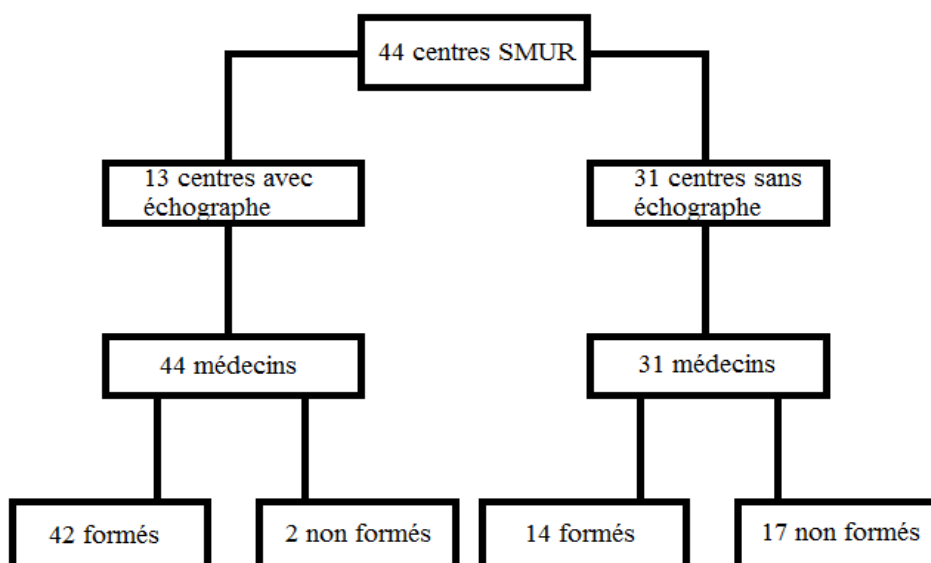 44 centres SMUR
13 centres avec
échographe
31 centres sans
échographe
44 médecins
31 médecins
42 formés
2 non formés
14 formés
17 non formés